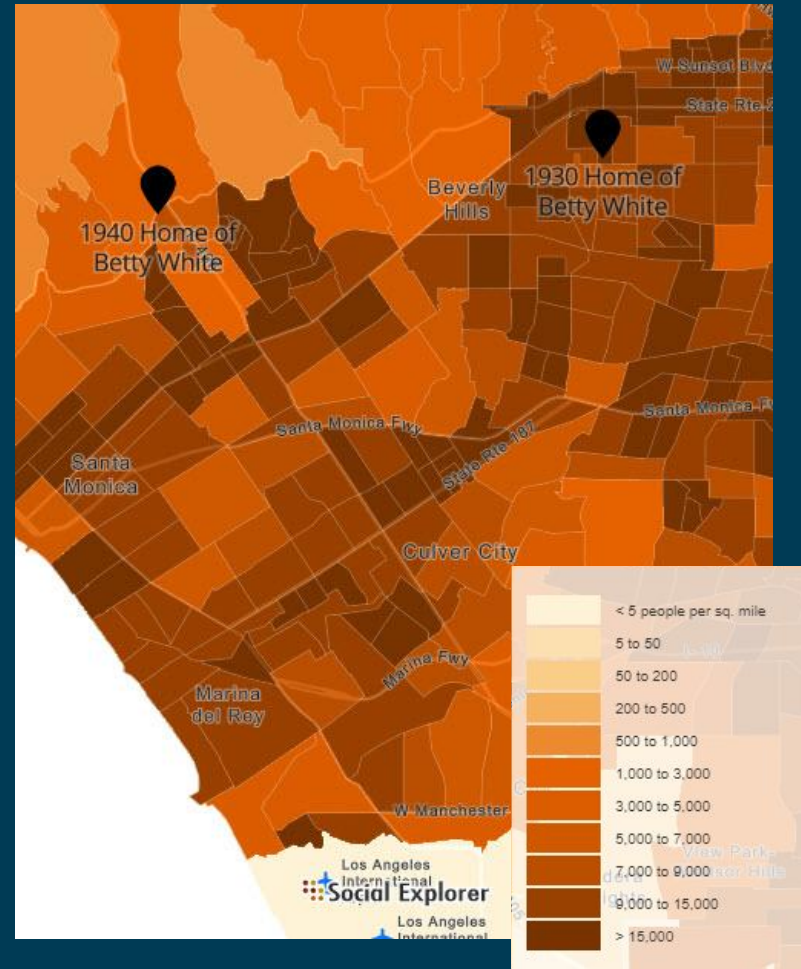 W Sunset Blvd
State Rte 2
1930 Home of
Betty White
Beverly
Hills
1940 Home of
Betty White
Santa Monica Fwy
Santa Monica
Santa
Monica
State Rte 187
Culver City
Marina Fwy
Marina
del Rey
W Manchester
Los Angeles
International
Social Explorer
Los Angeles
International
< 5 people per sq. mile
5 to 50
50 to 200
200 to 500
500 to 1,000
1,000 to 3,000
3,000 to 5,000
5,000 to 7,000
7,000 to 9,000
9,000 to 15,000
> 15,000
View Park-